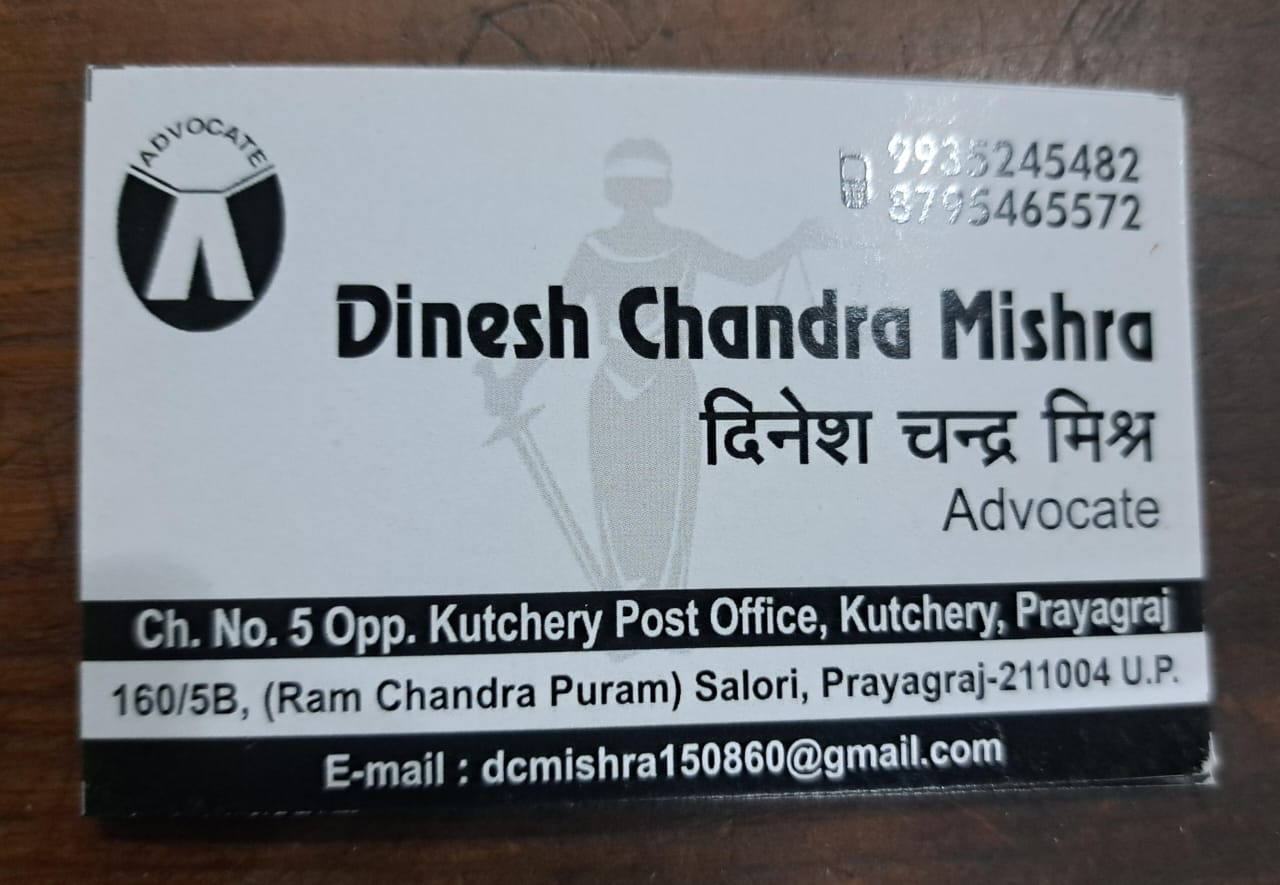 ADVOCATE
9935245482
8795465572
Dinesh Chandra Mishra
दिनेश चन्द्र मिश्र
Advocate
Ch. No. 5 Opp. Kutchery Post Office, Kutchery, Prayagraj
160/5B, (Ram Chandra Puram) Salori, Prayagraj-211004 U.P.
E-mail : dcmishra150860@gmail.com